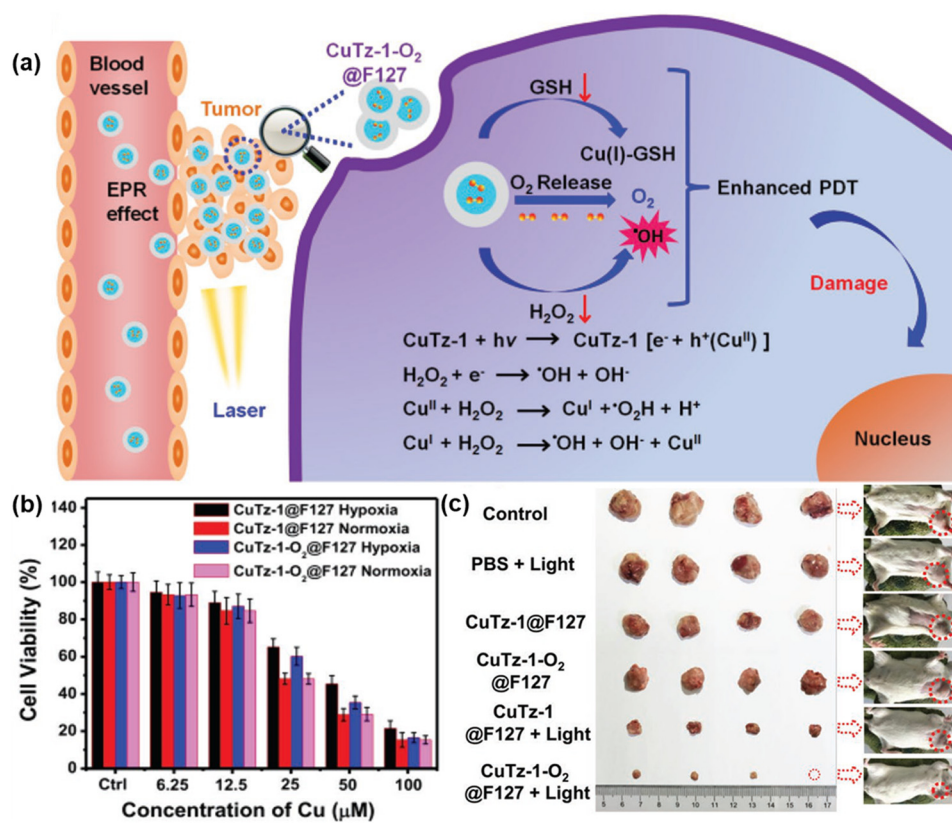 (a)
Blood
vessel
EPR
effect
Tumor
CuTz-1-O₂
@F127
Laser
GSH ↓
Cu(I)-GSH
O₂ Release
O₂
•OH
H₂O₂ ↓
Enhanced PDT
Damage
Nucleus
CuTz-1 + hν → CuTz-1 [e⁻ + h⁺(Cuᴵᴵ) ]
H₂O₂ + e⁻ → •OH + OH⁻
Cuᴵᴵ + H₂O₂ → Cuᴵ + •O₂H + H⁺
Cuᴵ + H₂O₂ → •OH + OH⁻ + Cuᴵᴵ
(b)
Cell Viability (%)
140
120
100
80
60
40
20
0
CuTz-1@F127 Hypoxia
CuTz-1@F127 Normoxia
CuTz-1-O₂@F127 Hypoxia
CuTz-1-O₂@F127 Normoxia
Ctrl 6.25 12.5 25 50 100
Concentration of Cu (μM)
(c)
Control
PBS + Light
CuTz-1@F127
CuTz-1-O₂
@F127
CuTz-1
@F127 + Light
CuTz-1-O₂
@F127 + Light
5 6 7 8 9 10 11 12 13 14 15 16 17